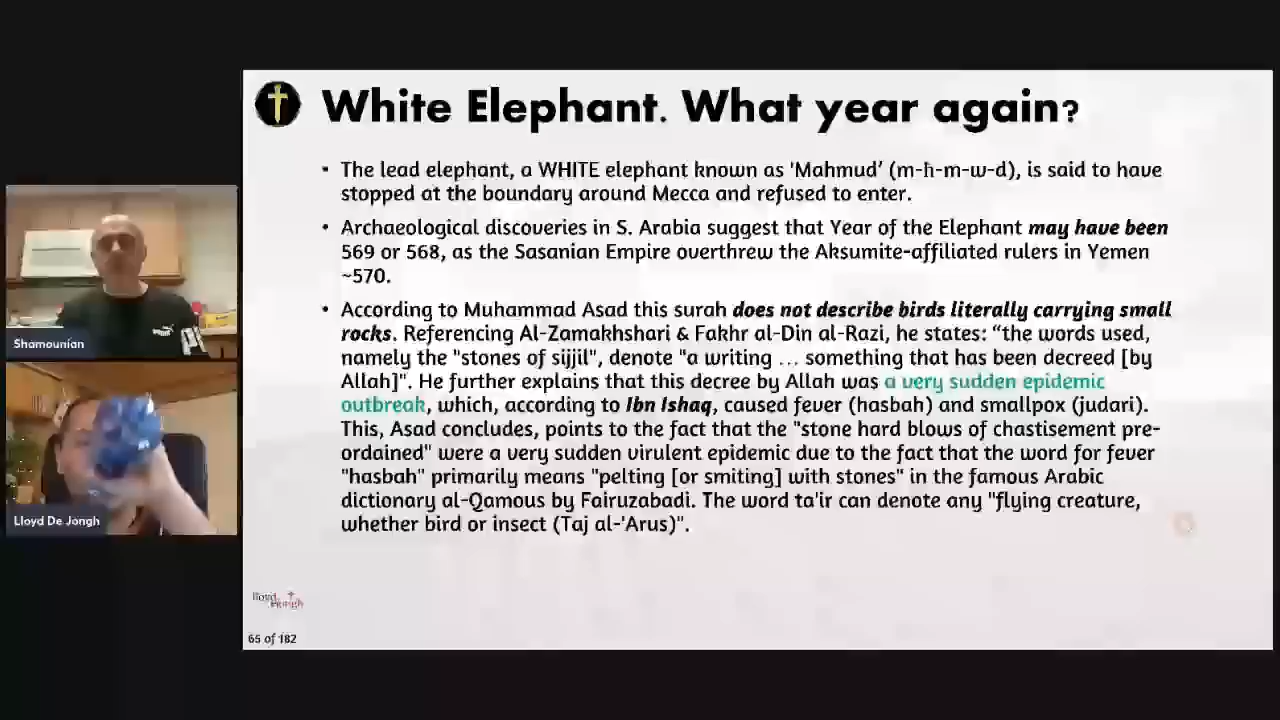 White Elephant. What year again?
• The lead elephant, a WHITE elephant known as 'Mahmud’ (m-ħ-m-w-d), is said to have
stopped at the boundary around Mecca and refused to enter.
• Archaeological discoveries in S. Arabia suggest that Year of the Elephant may have been
569 or 568, as the Sasanian Empire overthrew the Aksumite-affiliated rulers in Yemen
~570.
• According to Muhammad Asad this surah does not describe birds literally carrying small
rocks. Referencing Al-Zamakhshari & Fakhr al-Din al-Razi, he states: “the words used,
namely the "stones of sijjil", denote "a writing ... something that has been decreed [by
Allah]". He further explains that this decree by Allah was a very sudden epidemic
outbreak, which, according to Ibn Ishaq, caused fever (hasbah) and smallpox (judari).
This, Asad concludes, points to the fact that the "stone hard blows of chastisement pre-
ordained" were a very sudden virulent epidemic due to the fact that the word for fever
"hasbah" primarily means "pelting [or smiting] with stones" in the famous Arabic
dictionary al-Qamous by Fairuzabadi. The word ta'ir can denote any "flying creature,
whether bird or insect (Taj al-'Arus)".
Shamounian
Lloyd De Jongh
lloyd
65 of 182